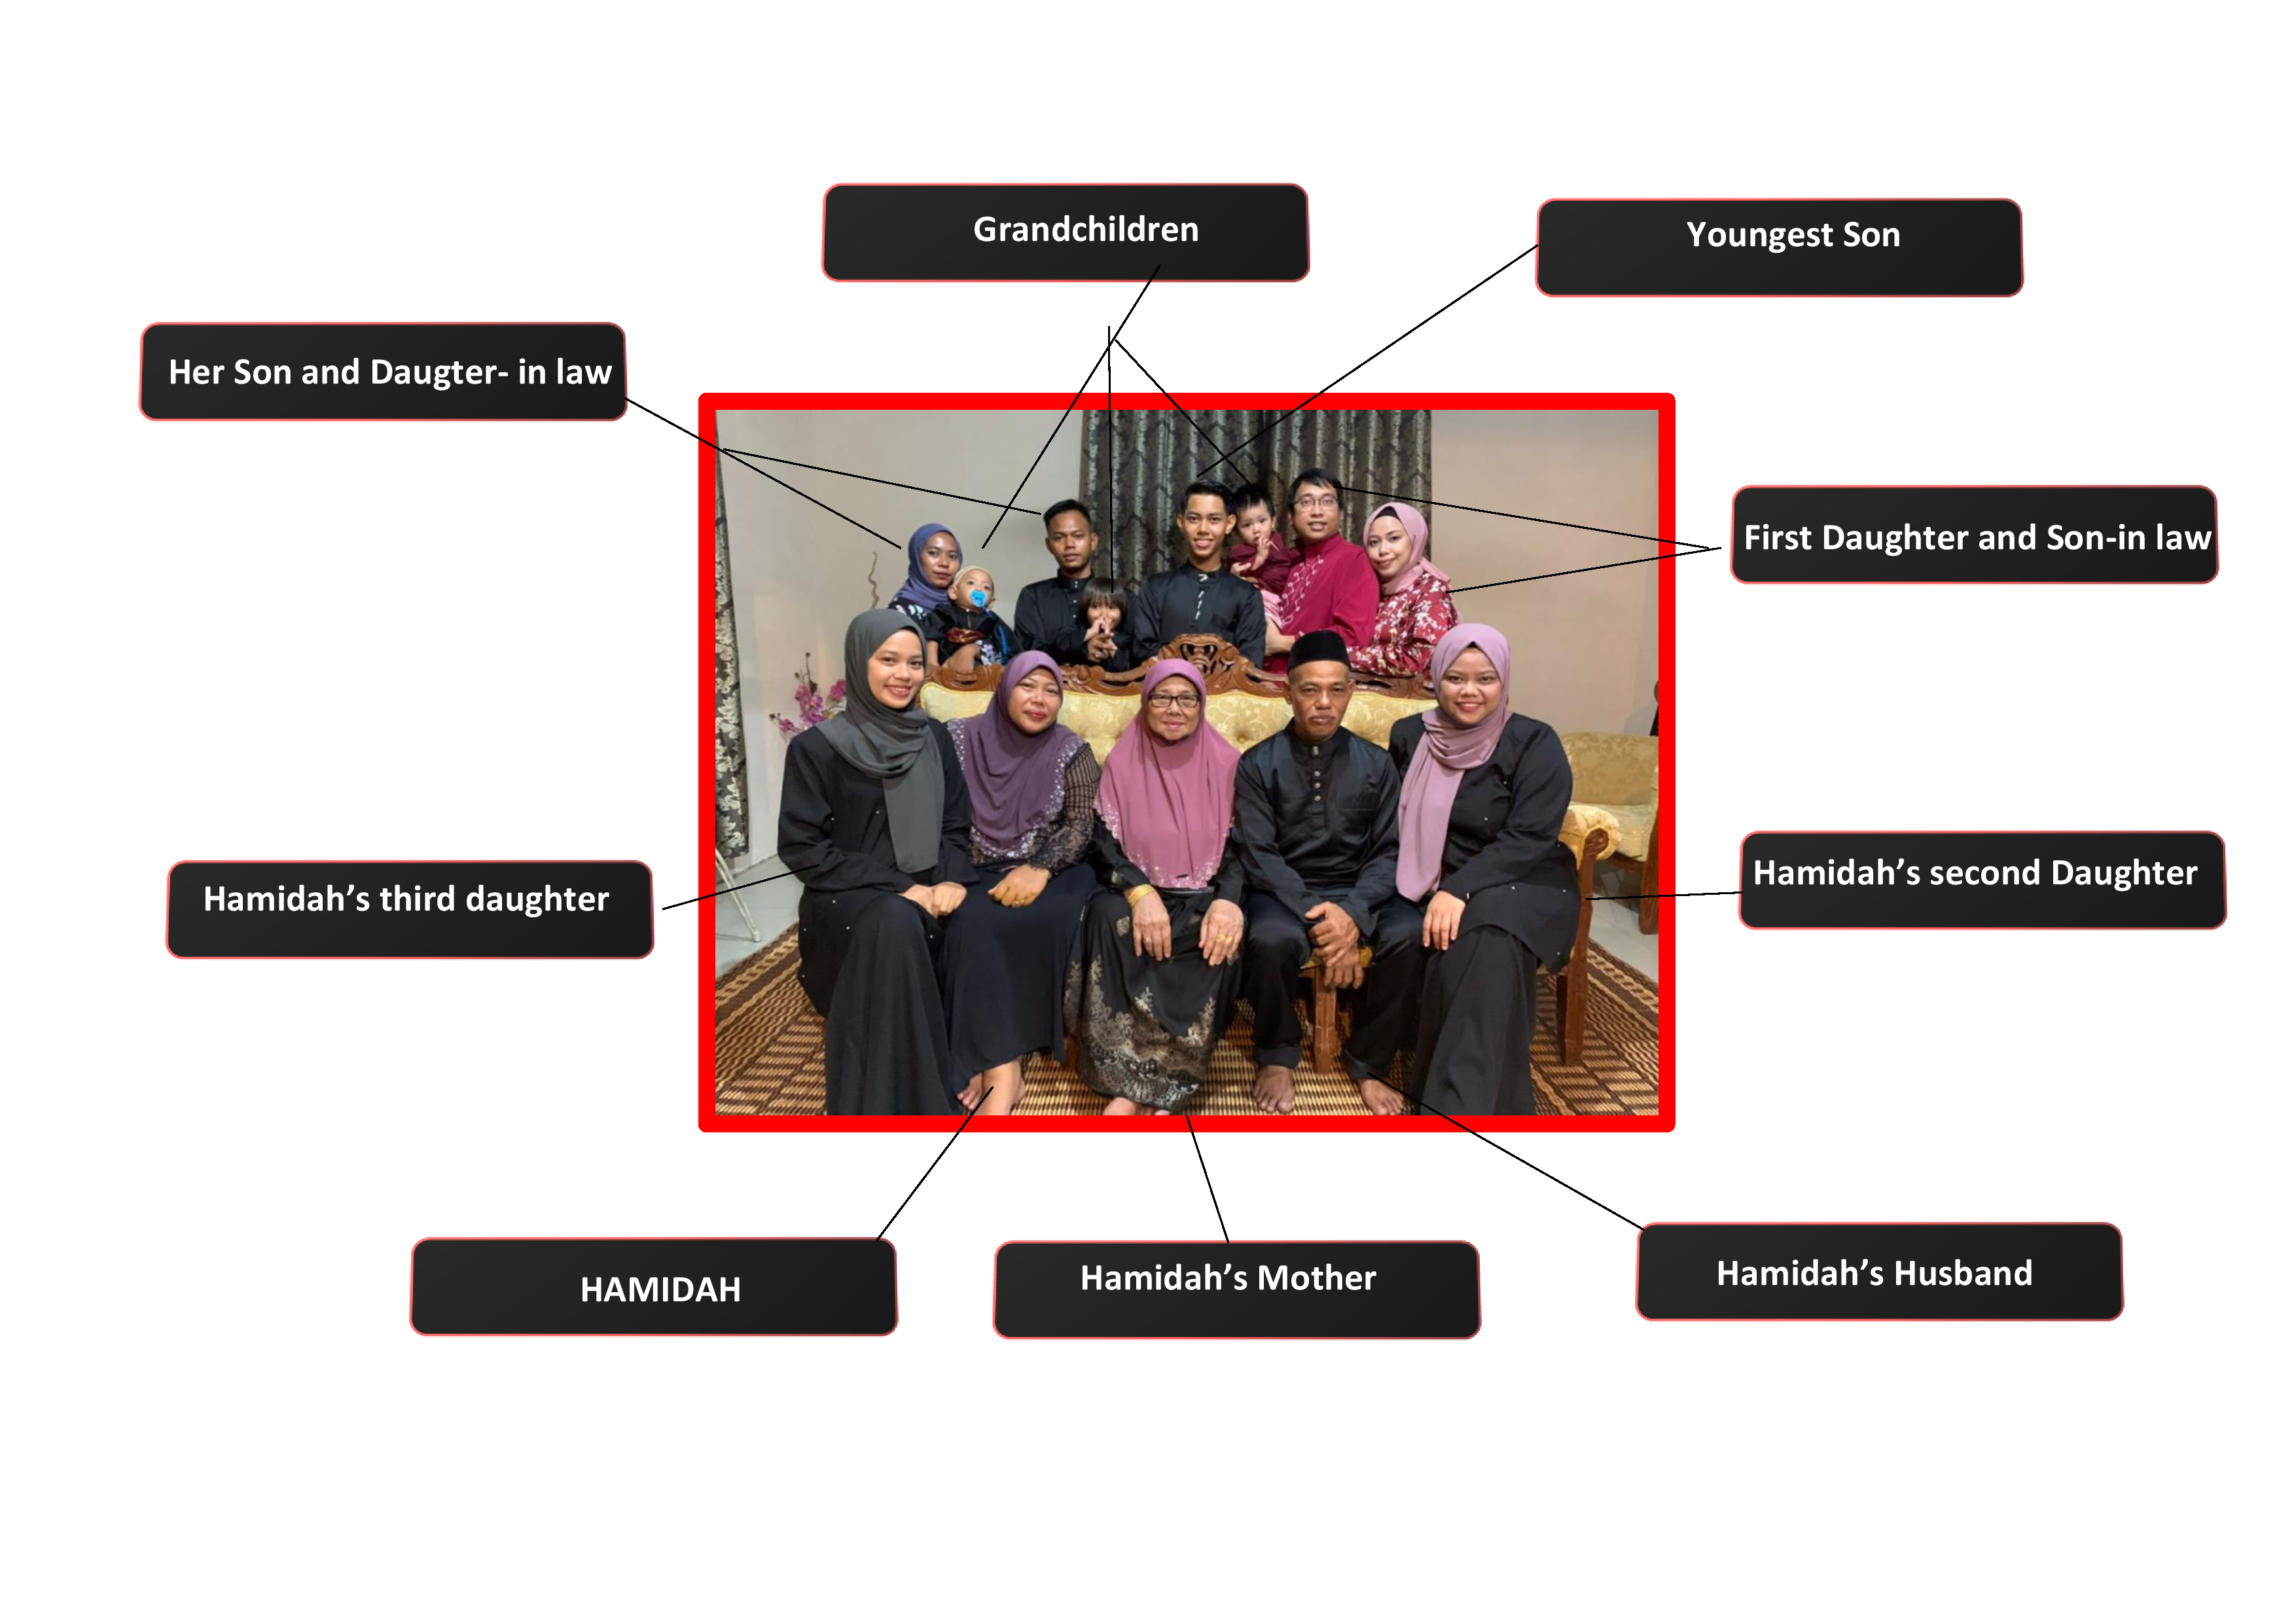 Grandchildren
Youngest Son
Her Son and Daugter- in law
First Daughter and Son-in law
Hamidah’s third daughter
Hamidah’s second Daughter
HAMIDAH
Hamidah’s Mother
Hamidah’s Husband